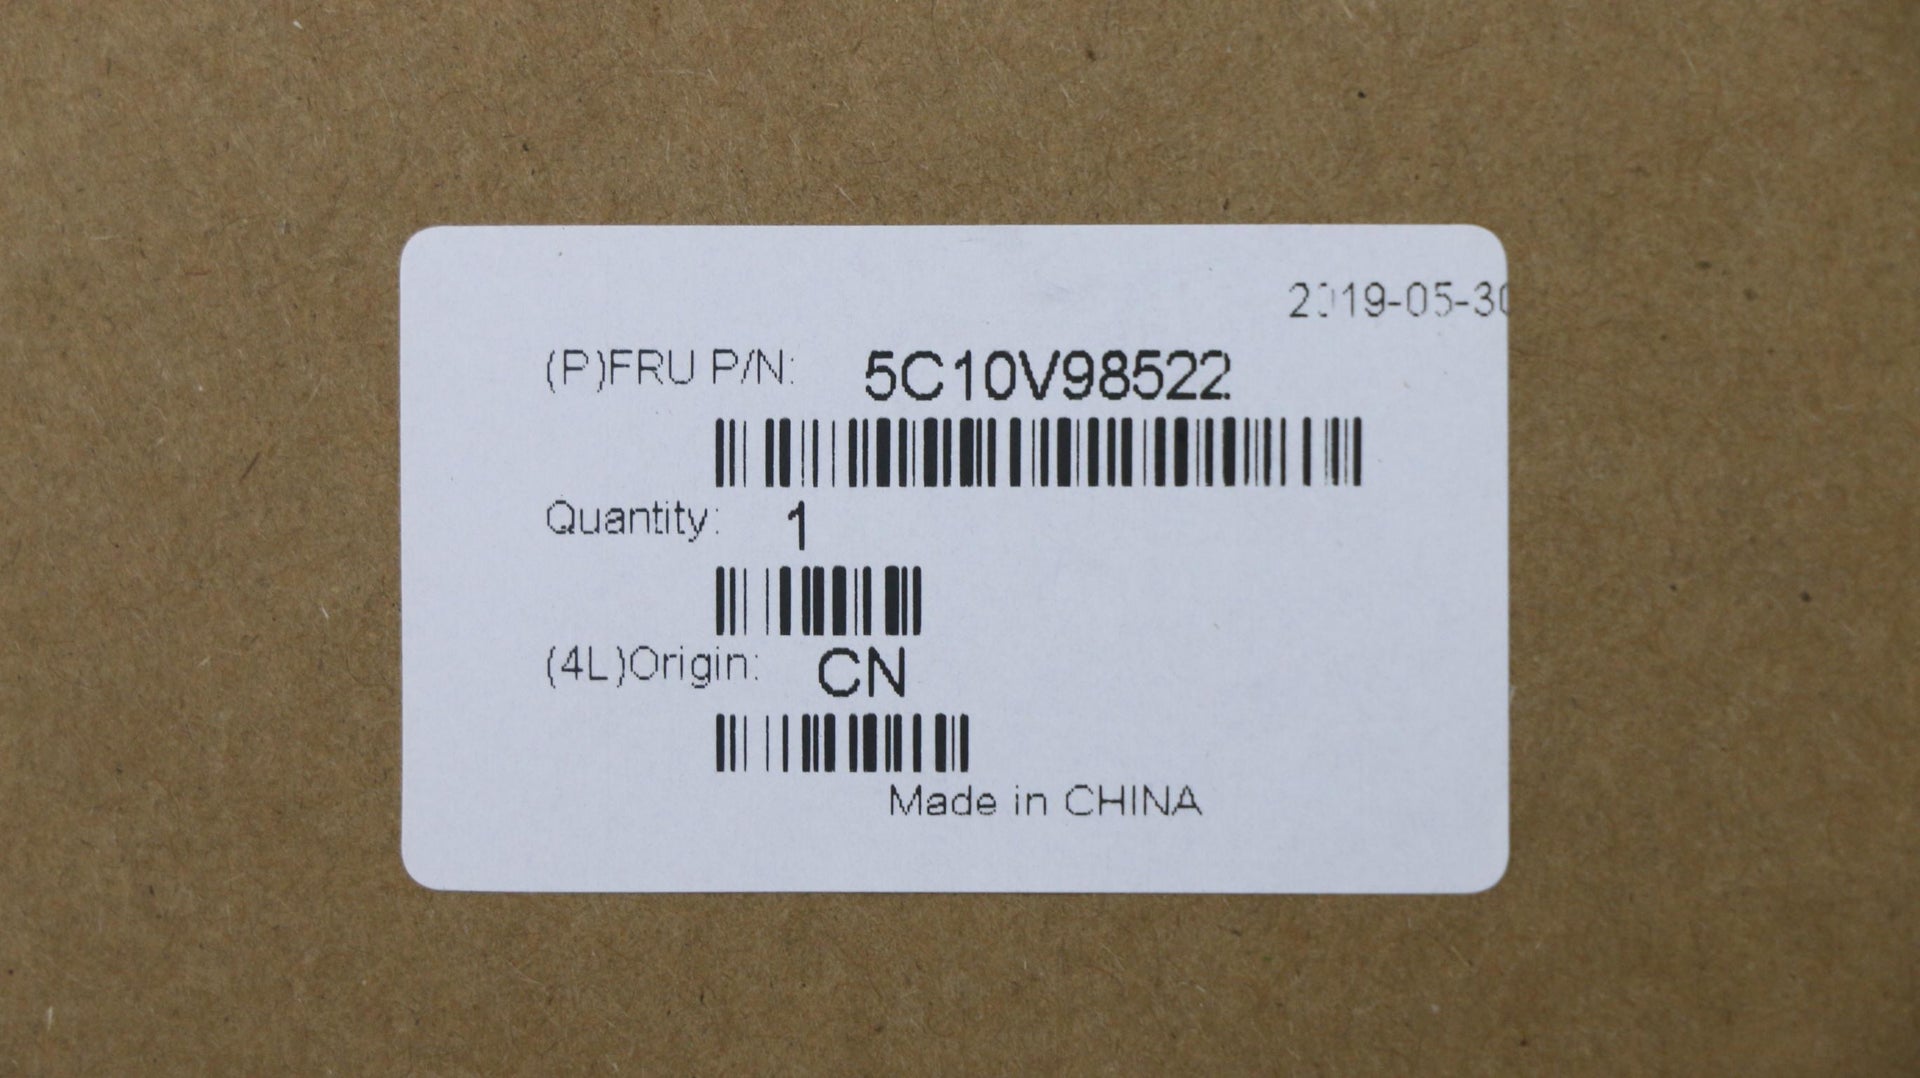 2019-05-30
(P)FRU P/N: 5C10V98522
Quantity: 1
(4L)Origin: CN
Made in CHINA